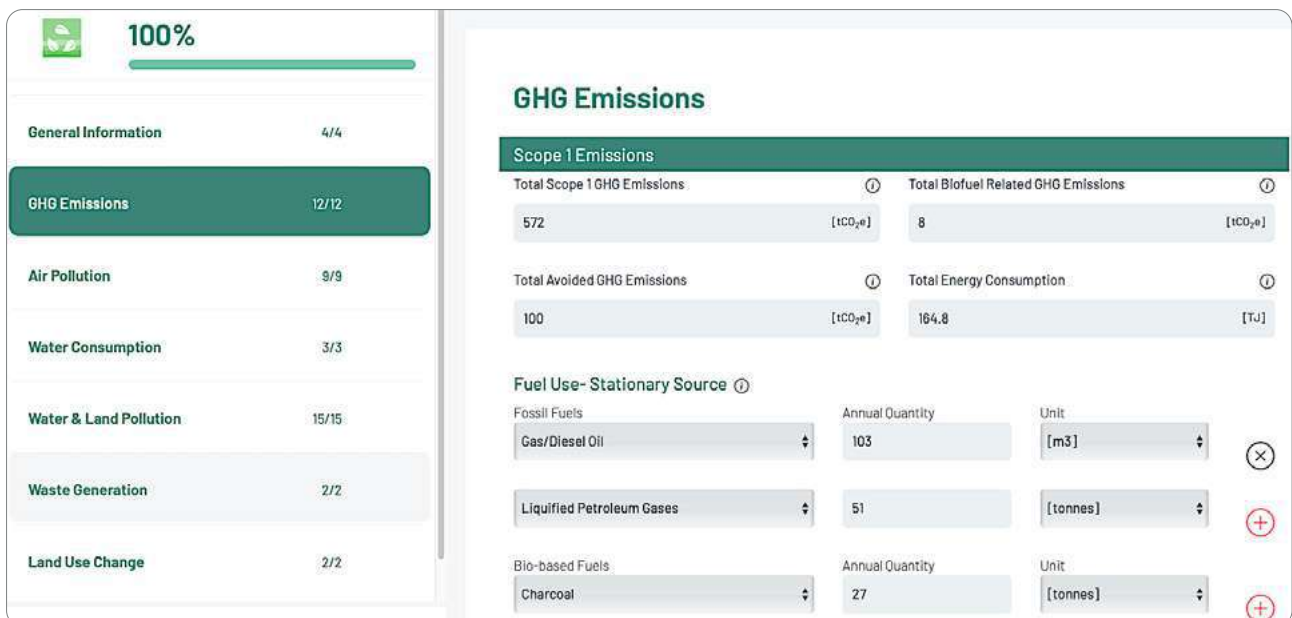 100%
General Information 4/4
GHG Emissions 12/12
Air Pollution 9/9
Water Consumption 3/3
Water & Land Pollution 15/15
Waste Generation 2/2
Land Use Change 2/2
GHG Emissions
Scope 1 Emissions
Total Scope 1 GHG Emissions Total Biofuel Related GHG Emissions
572 [tCO₂e] 8 [tCO₂e]
Total Avoided GHG Emissions Total Energy Consumption
100 [tCO₂e] 164.8 [TJ]
Fuel Use- Stationary Source
Fossil Fuels Annual Quantity Unit
Gas/Diesel Oil 103 [m3]
Liquified Petroleum Gases 51 [tonnes]
Bio-based Fuels Annual Quantity Unit
Charcoal 27 [tonnes]